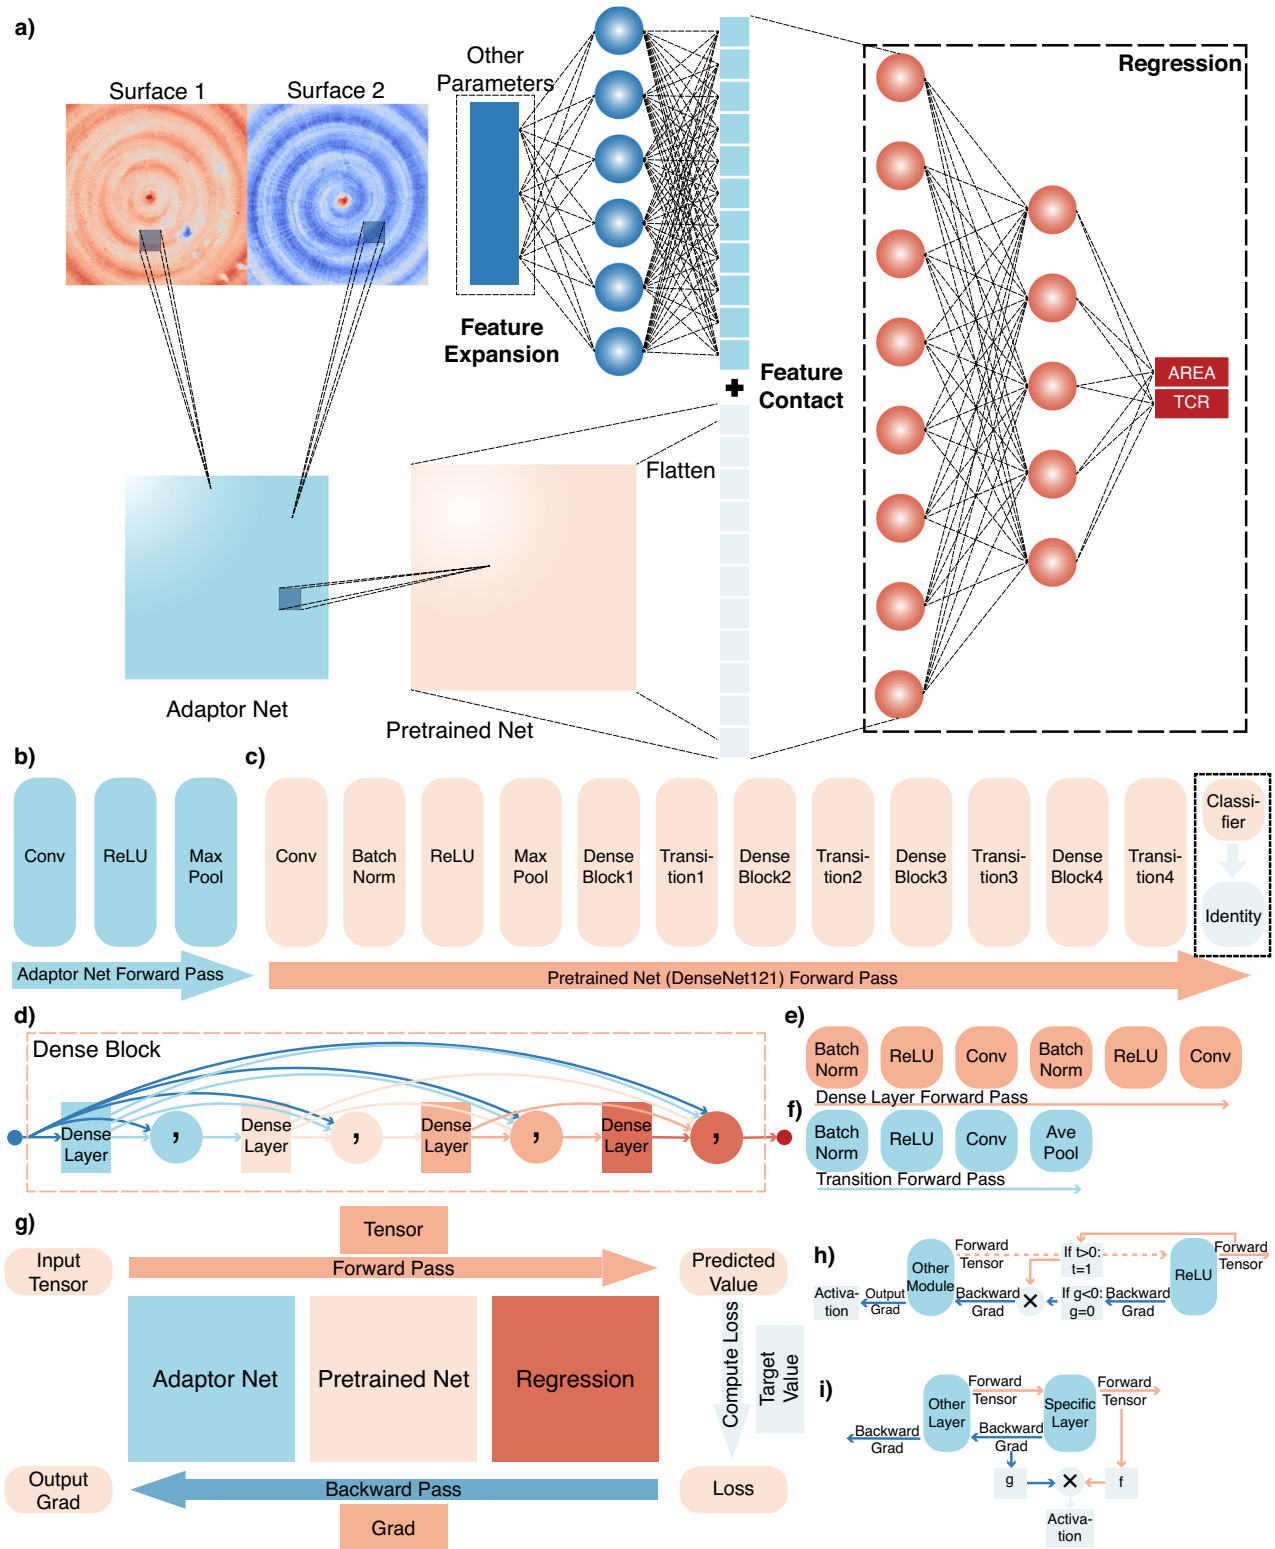 a)
Surface 1
Surface 2
Other
Parameters
Feature
Expansion
Regression
AREA
TCR
Feature
Contact
Flatten
Adaptor Net
Pretrained Net
b)
Conv
ReLU
Max
Pool
Adaptor Net Forward Pass
c)
Conv
Batch
Norm
ReLU
Max
Pool
Dense
Block1
Transi-
tion1
Dense
Block2
Transi-
tion2
Dense
Block3
Transi-
tion3
Dense
Block4
Transi-
tion4
Classi-
fier
Identity
Pretrained Net (DenseNet121) Forward Pass
d)
Dense Block
Dense
Layer
,
Dense
Layer
,
Dense
Layer
,
Dense
Layer
,
e)
Batch
Norm
ReLU
Conv
Batch
Norm
ReLU
Conv
Dense Layer Forward Pass
f)
Batch
Norm
ReLU
Conv
Ave
Pool
Transition Forward Pass
g)
Input
Tensor
Tensor
Forward Pass
Predicted
Value
Adaptor Net
Pretrained Net
Regression
Compute Loss
Target
Value
Output
Grad
Backward Pass
Grad
Loss
h)
Other
Module
Forward
Tensor
If t>0:
t=1
ReLU
Forward
Tensor
Activa-
tion
Output
Grad
Backward
Grad
×
If g<0:
g=0
Backward
Grad
i)
Other
Layer
Forward
Tensor
Specific
Layer
Forward
Tensor
Backward
Grad
Backward
Grad
g
×
f
Activa-
tion